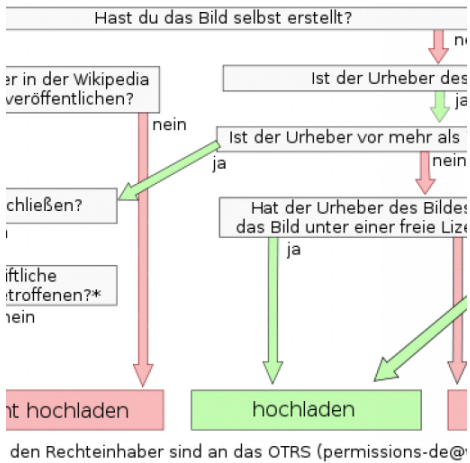 Hast du das Bild selbst erstellt?
ne
er in der Wikipedia
veröffentlichen?
Ist der Urheber des
ja
nein
Ist der Urheber vor mehr als
ja
nein
chließen?
Hat der Urheber des Bildes
das Bild unter einer freie Lize
ja
iftliche
etroffenen?*
nein
nt hochladen
hochladen
den Rechteinhaber sind an das OTRS (permissions-de@